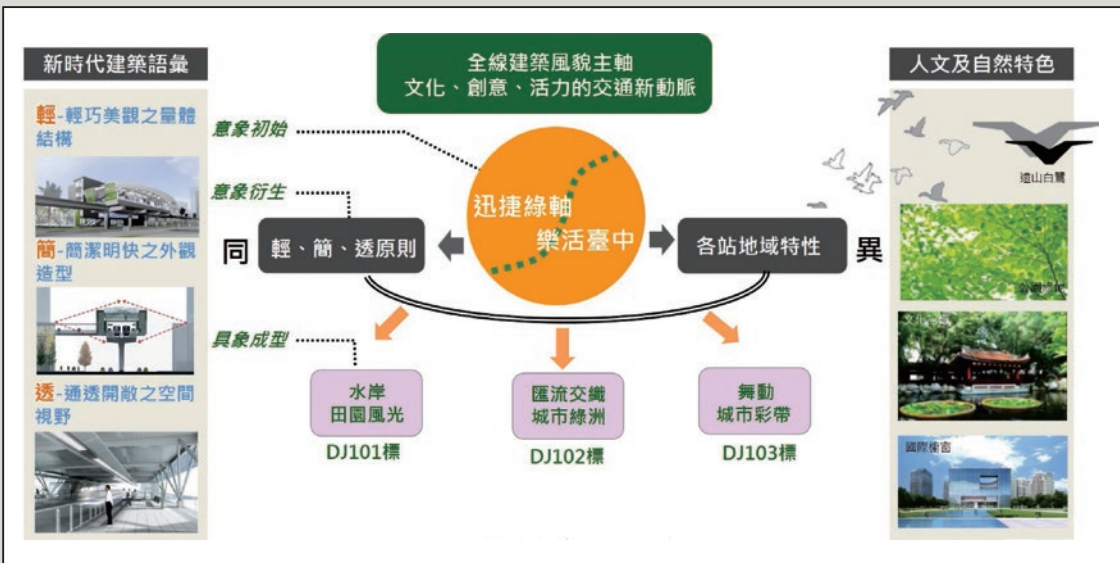 新時代建築語彙
輕-輕巧美觀之量體
結構
簡-簡潔明快之外觀
造型
透-通透開敞之空間
視野
全線建築風貌主軸
文化、創意、活力的交通新動脈
意象初始
意象衍生
具象成型
迅捷綠軸
樂活臺中
同
輕、簡、透原則
各站地域特性
異
水岸
田園風光
DJ101標
匯流交織
城市綠洲
DJ102標
舞動
城市彩帶
DJ103標
人文及自然特色
遠山白鷺
國際櫥窗